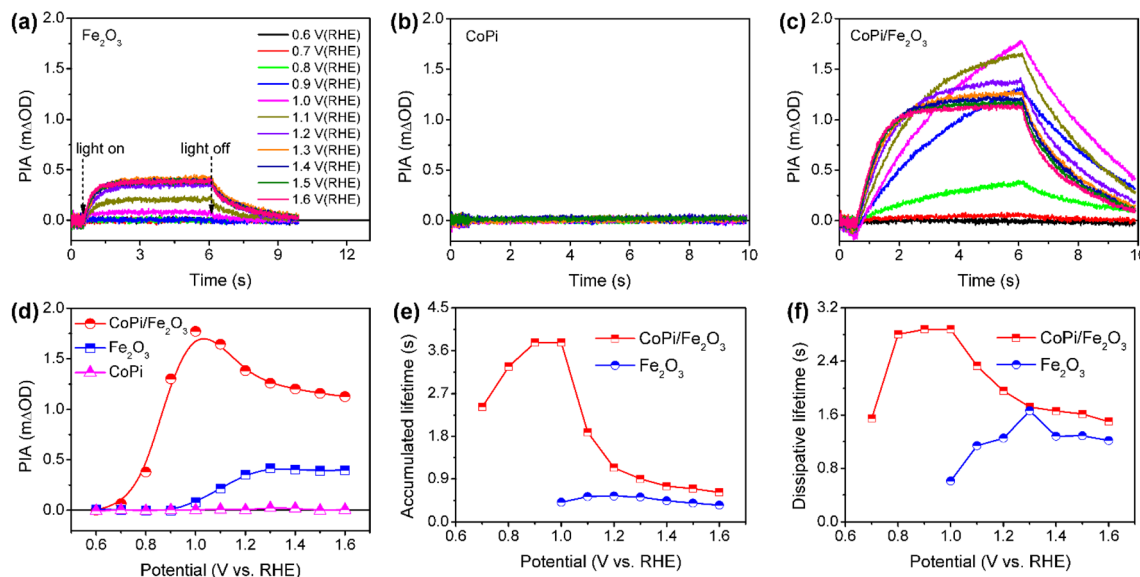 (a)
Fe2O3
PIA (mΔOD)
2.0
1.5
1.0
0.5
0.0
light on
light off
0.6 V(RHE)
0.7 V(RHE)
0.8 V(RHE)
0.9 V(RHE)
1.0 V(RHE)
1.1 V(RHE)
1.2 V(RHE)
1.3 V(RHE)
1.4 V(RHE)
1.5 V(RHE)
1.6 V(RHE)
0 3 6 9 12
Time (s)
(b)
CoPi
PIA (mΔOD)
2.0
1.5
1.0
0.5
0.0
0 2 4 6 8 10
Time (s)
(c)
CoPi/Fe2O3
PIA (mΔOD)
2.0
1.5
1.0
0.5
0.0
0 2 4 6 8 10
Time (s)
(d)
CoPi/Fe2O3
Fe2O3
CoPi
PIA (mΔOD)
2.0
1.5
1.0
0.5
0.0
0.6 0.8 1.0 1.2 1.4 1.6
Potential (V vs. RHE)
(e)
CoPi/Fe2O3
Fe2O3
Accumulated lifetime (s)
4.5
3.6
2.7
1.8
0.9
0.0
0.6 0.8 1.0 1.2 1.4 1.6
Potential (V vs. RHE)
(f)
CoPi/Fe2O3
Fe2O3
Dissipative lifetime (s)
3.2
2.4
1.6
0.8
0.0
0.6 0.8 1.0 1.2 1.4 1.6
Potential (V vs. RHE)